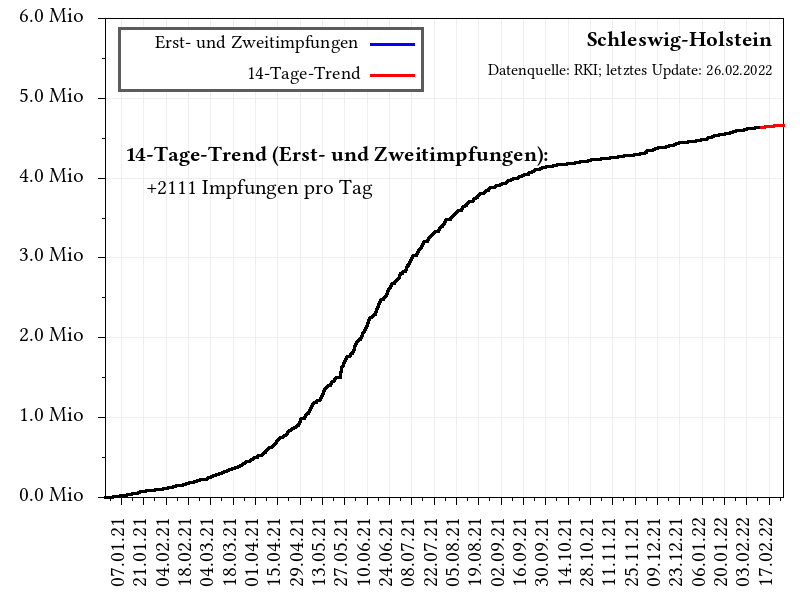 6.0 Mio
5.0 Mio
4.0 Mio
3.0 Mio
2.0 Mio
1.0 Mio
0.0 Mio
Erst- und Zweitimpfungen
14-Tage-Trend
Schleswig-Holstein
Datenquelle: RKI; letztes Update: 26.02.2022
14-Tage-Trend (Erst- und Zweitimpfungen):
+2111 Impfungen pro Tag
07.01.21
21.01.21
04.02.21
18.02.21
04.03.21
18.03.21
01.04.21
15.04.21
29.04.21
13.05.21
27.05.21
10.06.21
24.06.21
08.07.21
22.07.21
05.08.21
19.08.21
02.09.21
16.09.21
30.09.21
14.10.21
28.10.21
11.11.21
25.11.21
09.12.21
23.12.21
06.01.22
20.01.22
03.02.22
17.02.22